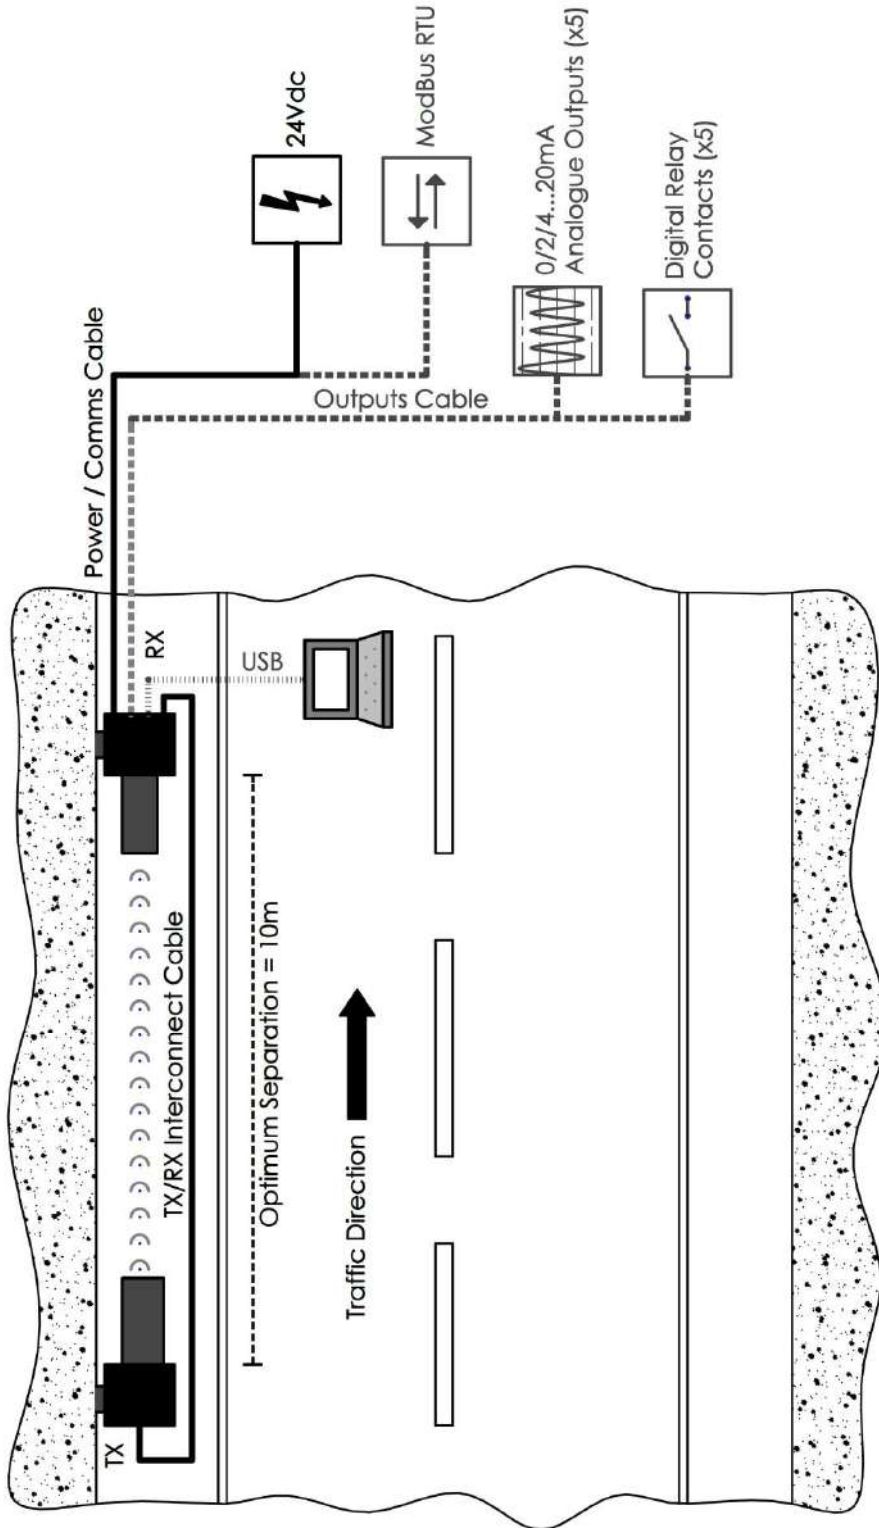 Power / Comms Cable
24Vdc
ModBus RTU
Outputs Cable
0/2/4...20mA
Analogue Outputs (x5)
Digital Relay
Contacts (x5)
TX
RX
USB
TX/RX Interconnect Cable
Optimum Separation = 10m
Traffic Direction